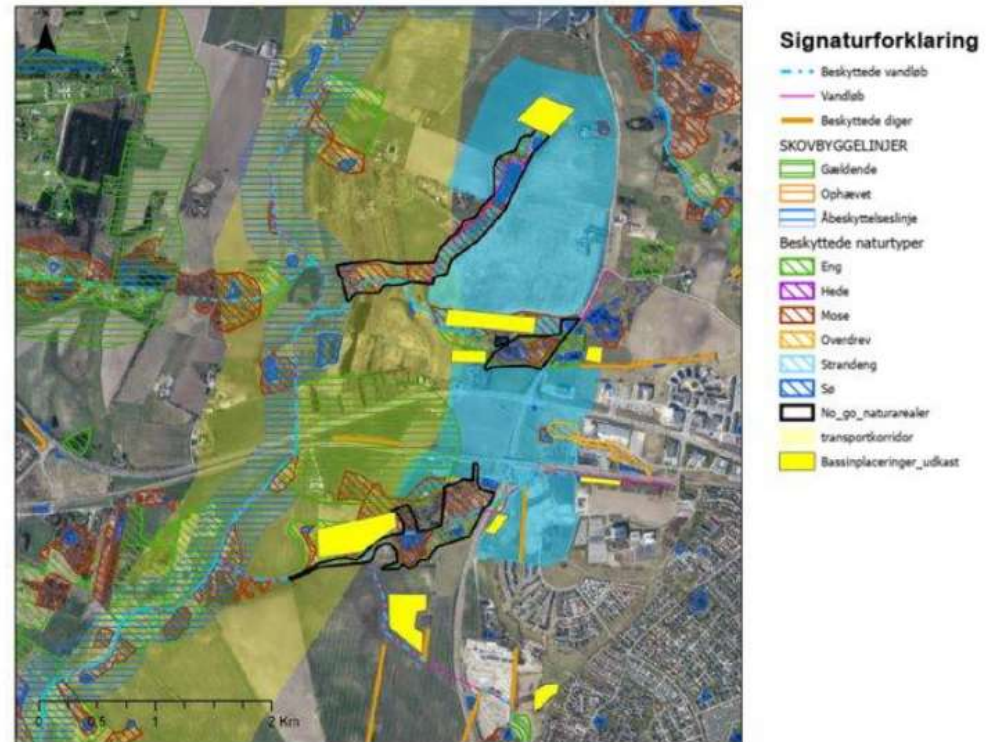 Signaturforklaring
Beskyttede vandløb
Vandløb
Beskyttede diger
SKOVBYGGELINJER
Gældende
Ophævet
Åbeskyttelseslinje
Beskyttede naturtyper
Eng
Hede
Mose
Overdrev
Strandeng
Sø
No_go_naturarealer
transportkorridor
Bassinplaceringer_udkast
0 0.5 1 2 Km